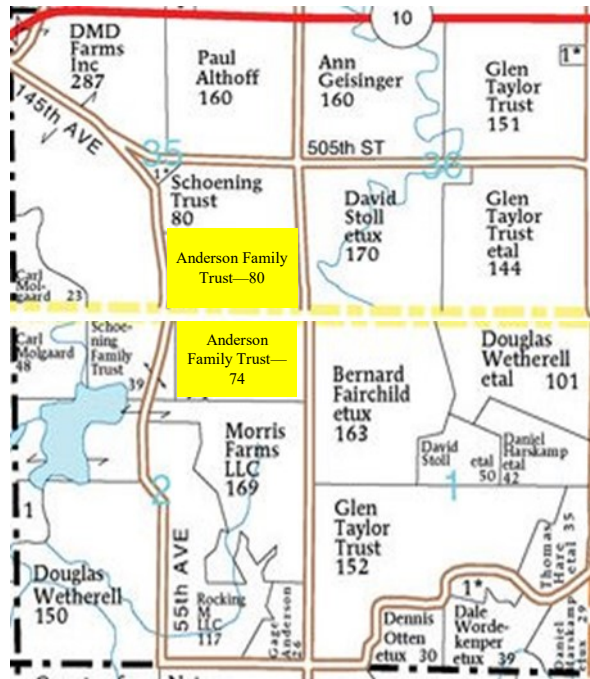 10
DMD
Farms
Inc
287
Paul
Althoff
160
Ann
Geisinger
160
Glen
Taylor
Trust
151
1*
145th AVE
505th ST
35
36
1*
Schoening
Trust
80
David
Stoll
etux
170
Glen
Taylor
Trust
etal
144
Anderson Family
Trust—80
Carl
Mol-
gaard 23
Carl
Molgaard
48
Schoe-
ning
Family
Trust
39
Anderson
Family Trust—
74
Bernard
Fairchild
etux
163
Douglas
Wetherell
etal 101
David
Stoll etal
50
Daniel
Harskamp
etal
42
Morris
Farms
LLC
169
2
1
1
Glen
Taylor
Trust
152
Thomas
Hare
etal 35
55th AVE
Douglas
Wetherell
150
Rocking
M
LLC
117
Gage
Anderson
26
1*
Dennis
Otten
etux 30
Dale
Worde-
kemper
etux 39
Daniel
Harskamp
etux 29